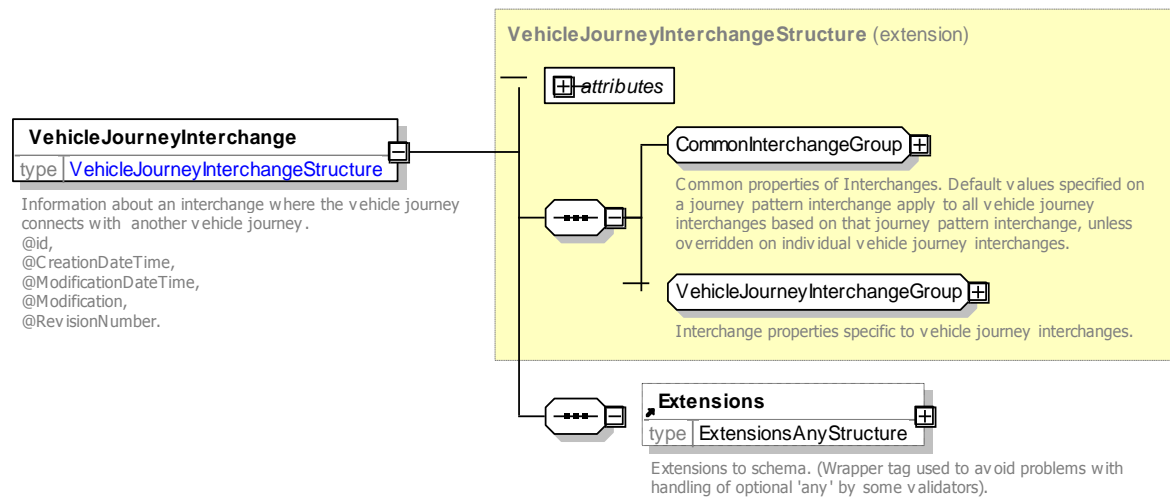 VehicleJourneyInterchangeStructure (extension)
attributes
VehicleJourneyInterchange
type VehicleJourneyInterchangeStructure
Information about an interchange where the vehicle journey
connects with another vehicle journey.
@id,
@CreationDateTime,
@ModificationDateTime,
@Modification,
@RevisionNumber.
CommonInterchangeGroup
Common properties of Interchanges. Default values specified on
a journey pattern interchange apply to all vehicle journey
interchanges based on that journey pattern interchange, unless
overridden on individual vehicle journey interchanges.
VehicleJourneyInterchangeGroup
Interchange properties specific to vehicle journey interchanges.
Extensions
type ExtensionsAnyStructure
Extensions to schema. (Wrapper tag used to avoid problems with
handling of optional 'any' by some validators).